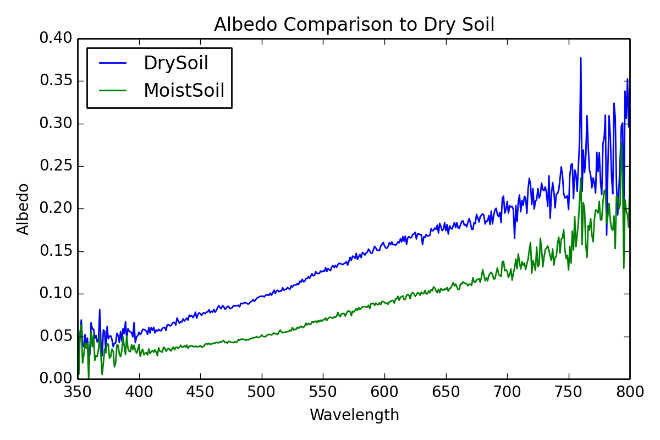 Albedo Comparison to Dry Soil
0.40
0.35
0.30
0.25
0.20
0.15
0.10
0.05
0.00
Albedo
DrySoil
MoistSoil
350 400 450 500 550 600 650 700 750 800
Wavelength